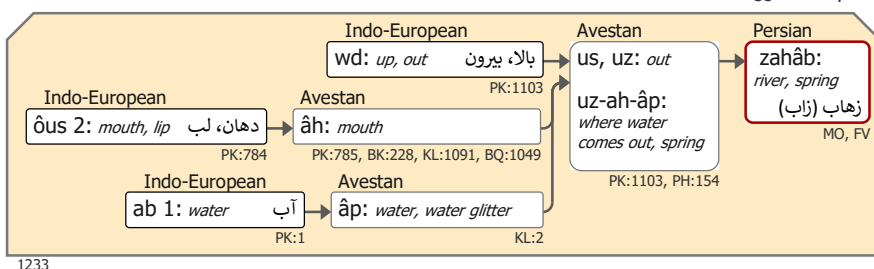 Indo-European Avestan Persian
wd: up, out بالا، بیرون
PK:1103
us, uz: out
uz-ah-âp:
where water
comes out, spring
PK:1103, PH:154
zahâb:
river, spring
زهاب (زاب)
MO, FV
Indo-European Avestan
ôus 2: mouth, lip دهان، لب
PK:784
âh: mouth
PK:785, BK:228, KL:1091, BQ:1049
Indo-European Avestan
ab 1: water آب
PK:1
âp: water, water glitter
KL:2
1233